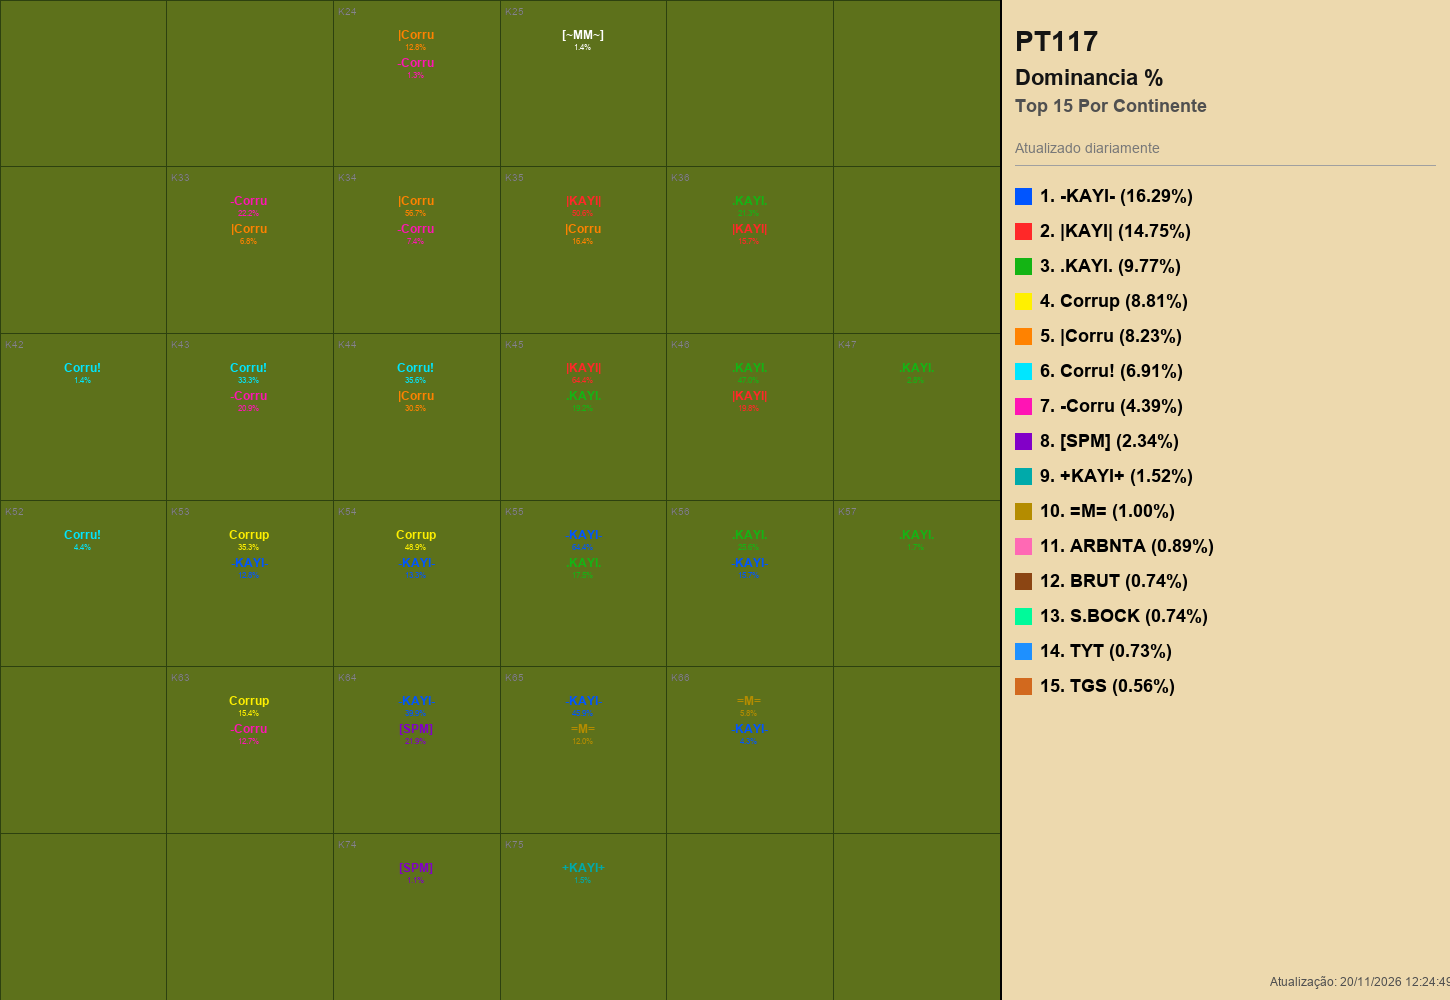 K24
|Corru
12.8%
-Corru
K25
[~MM~]
1.4%
K33
-Corru
|Corru
6.8%
K34
|Corru
56.7%
-Corru
K35
|KAYI|
|Corru
16.4%
K36
.KAYI.
|KAYI|
K42
Corru!
1.4%
K43
Corru!
33.3%
-Corru
K44
Corru!
35.6%
|Corru
30.5%
K45
|KAYI|
.KAYI.
K46
.KAYI.
|KAYI|
K47
.KAYI.
K52
Corru!
4.4%
K53
Corrup
35.3%
-KAYI-
K54
Corrup
48.9%
-KAYI-
K55
-KAYI-
.KAYI.
K56
.KAYI.
-KAYI-
K57
.KAYI.
K63
Corrup
15.4%
-Corru
K64
-KAYI-
[SPM]
21.9%
K65
-KAYI-
=M=
12.0%
K66
=M=
5.8%
-KAYI-
K74
[SPM]
1.1%
K75
+KAYI+
1.5%
PT117
Dominancia %
Top 15 Por Continente
Atualizado diariamente
1. -KAYI- (16.29%)
2. |KAYI| (14.75%)
3. .KAYI. (9.77%)
4. Corrup (8.81%)
5. |Corru (8.23%)
6. Corru! (6.91%)
7. -Corru (4.39%)
8. [SPM] (2.34%)
9. +KAYI+ (1.52%)
10. =M= (1.00%)
11. ARBNTA (0.89%)
12. BRUT (0.74%)
13. S.BOCK (0.74%)
14. TYT (0.73%)
15. TGS (0.56%)
Atualização: 20/11/2026 12:24:49